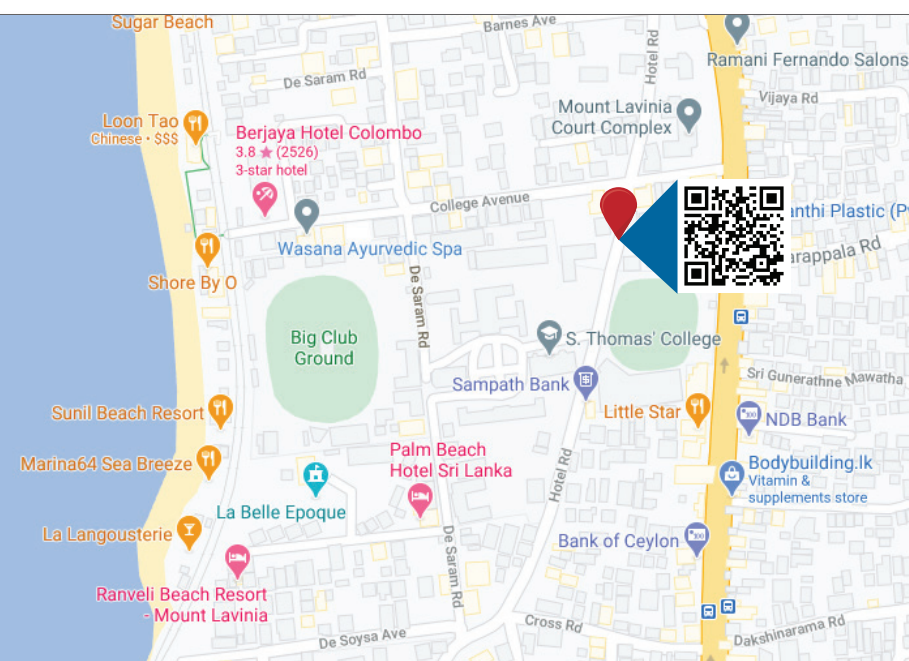 Sugar Beach
Barnes Ave
Hotel Rd
Ramani Fernando Salons
De Saram Rd
Vijaya Rd
Mount Lavinia
Court Complex
Loon Tao
Chinese • $$$
Berjaya Hotel Colombo
3.8 ★ (2526)
3-star hotel
College Avenue
anthi Plastic (P
Wasana Ayurvedic Spa
arappala Rd
Shore By O
De Saram Rd
Big Club
Ground
S. Thomas' College
Sampath Bank
Sri Gunerathne Mawatha
Sunil Beach Resort
Little Star
NDB Bank
Palm Beach
Hotel Sri Lanka
Marina64 Sea Breeze
Bodybuilding.lk
Vitamin &
supplements store
Hotel Rd
La Belle Epoque
La Langousterie
Bank of Ceylon
De Saram Rd
Ranveli Beach Resort
- Mount Lavinia
De Soysa Ave
Cross Rd
Dakshinarama Rd